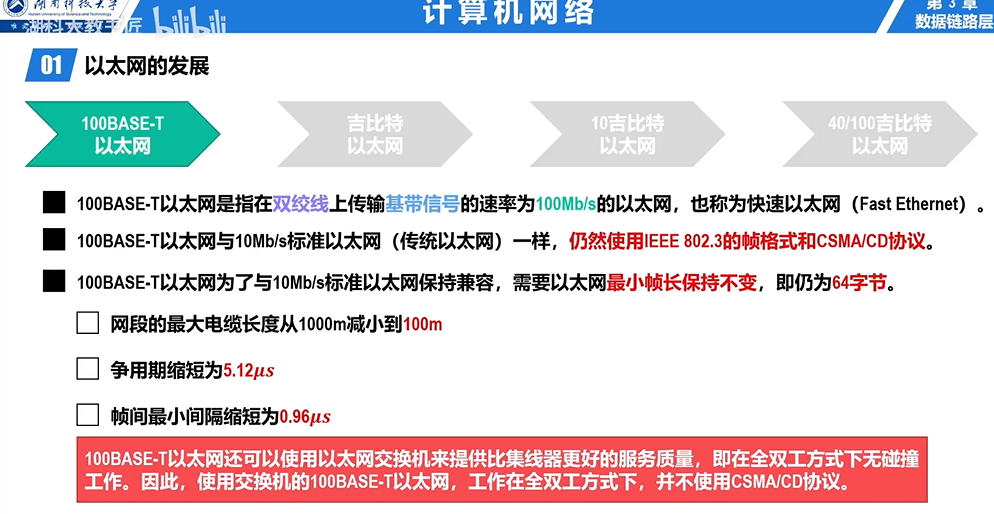 湖南科技大学
Hunan University of Science and Technology
计算机网络
第 3 章
数据链路层
湖科大教书匠 bilibili
01 以太网的发展
100BASE-T
以太网
吉比特
以太网
10吉比特
以太网
40/100吉比特
以太网
100BASE-T以太网是指在双绞线上传输基带信号的速率为100Mb/s的以太网，也称为快速以太网（Fast Ethernet）。
100BASE-T以太网与10Mb/s标准以太网（传统以太网）一样，仍然使用IEEE 802.3的帧格式和CSMA/CD协议。
100BASE-T以太网为了与10Mb/s标准以太网保持兼容，需要以太网最小帧长保持不变，即仍为64字节。
网段的最大电缆长度从1000m减小到100m
争用期缩短为5.12μs
帧间最小间隔缩短为0.96μs
100BASE-T以太网还可以使用以太网交换机来提供比集线器更好的服务质量，即在全双工方式下无碰撞
工作。因此，使用交换机的100BASE-T以太网，工作在全双工方式下，并不使用CSMA/CD协议。